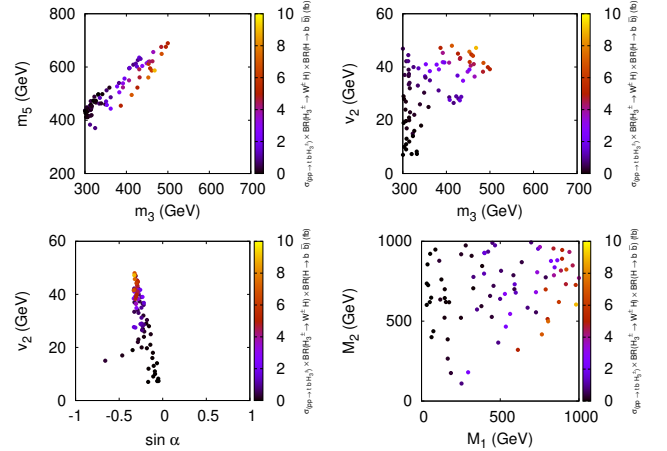 800
600
400
200
300 400 500 600 700
m5 (GeV)
m3 (GeV)
10
8
6
4
2
0
σ(pp→t b H3±) × BR(H3± → W± H) × BR(H → b b̄) (fb)
60
40
20
0
300 400 500 600 700
v2 (GeV)
m3 (GeV)
10
8
6
4
2
0
σ(pp→t b H3±) × BR(H3± → W± H) × BR(H → b b̄) (fb)
60
40
20
0
-1 -0.5 0 0.5 1
v2 (GeV)
sin α
10
8
6
4
2
0
σ(pp→t b H3±) × BR(H3± → W± H) × BR(H → b b̄) (fb)
1000
500
0
0 500 1000
M2 (GeV)
M1 (GeV)
10
8
6
4
2
0
σ(pp→t b H3±) × BR(H3± → W± H) × BR(H → b b̄) (fb)